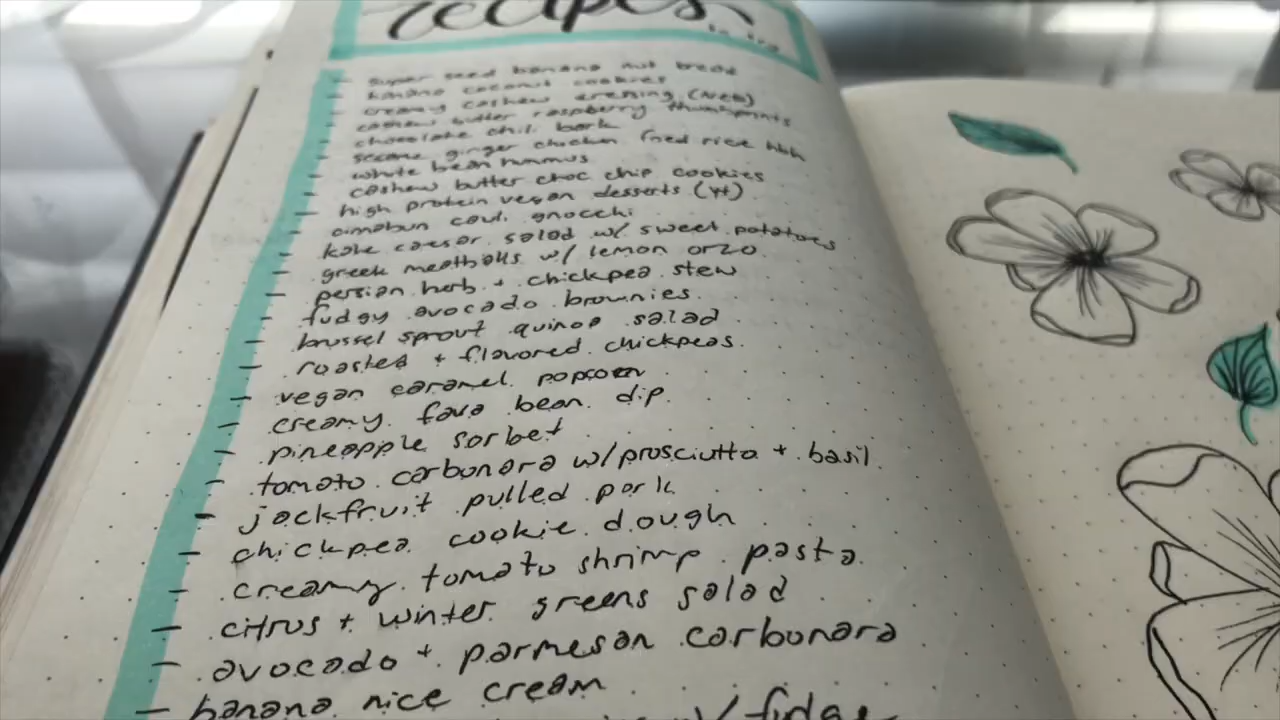 recipes
to try
- super seed banana nut bread
- banana coconut cookies
- creamy cashew dressing (NEB)
- cashew butter raspberry thumbprints
- chocolate chili bark
- sesame ginger chicken fried rice hbh
- white bean hummus
- cashew butter choc chip cookies
- high protein vegan desserts (yt)
- cinnabun cauli gnocchi
- kale caesar salad w/ sweet potatoes
- greek meatballs w/ lemon orzo
- persian herb + chickpea stew
- fudgy avocado brownies
- brussel sprout quinoa salad
- roasted + flavored chickpeas
- vegan caramel popcorn
- creamy fava bean dip
- pineapple sorbet
- tomato carbonara w/prosciutto + basil
- jackfruit pulled pork
- chickpea cookie dough
- creamy tomato shrimp pasta
- citrus + winter greens salad
- avocado + parmesan carbonara
- banana nice cream
w/ fudge